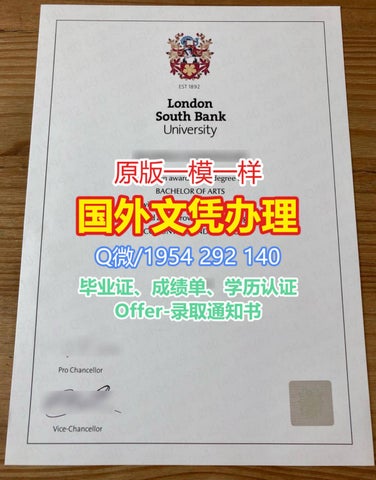 EST 1892
London
South Bank
University
原版一模一样
BACHELOR OF ARTS
国外文凭办理
Q微/1954 292 140
毕业证、成绩单、学历认证
Offer-录取通知书
Pro Chancellor
Vice-Chancellor